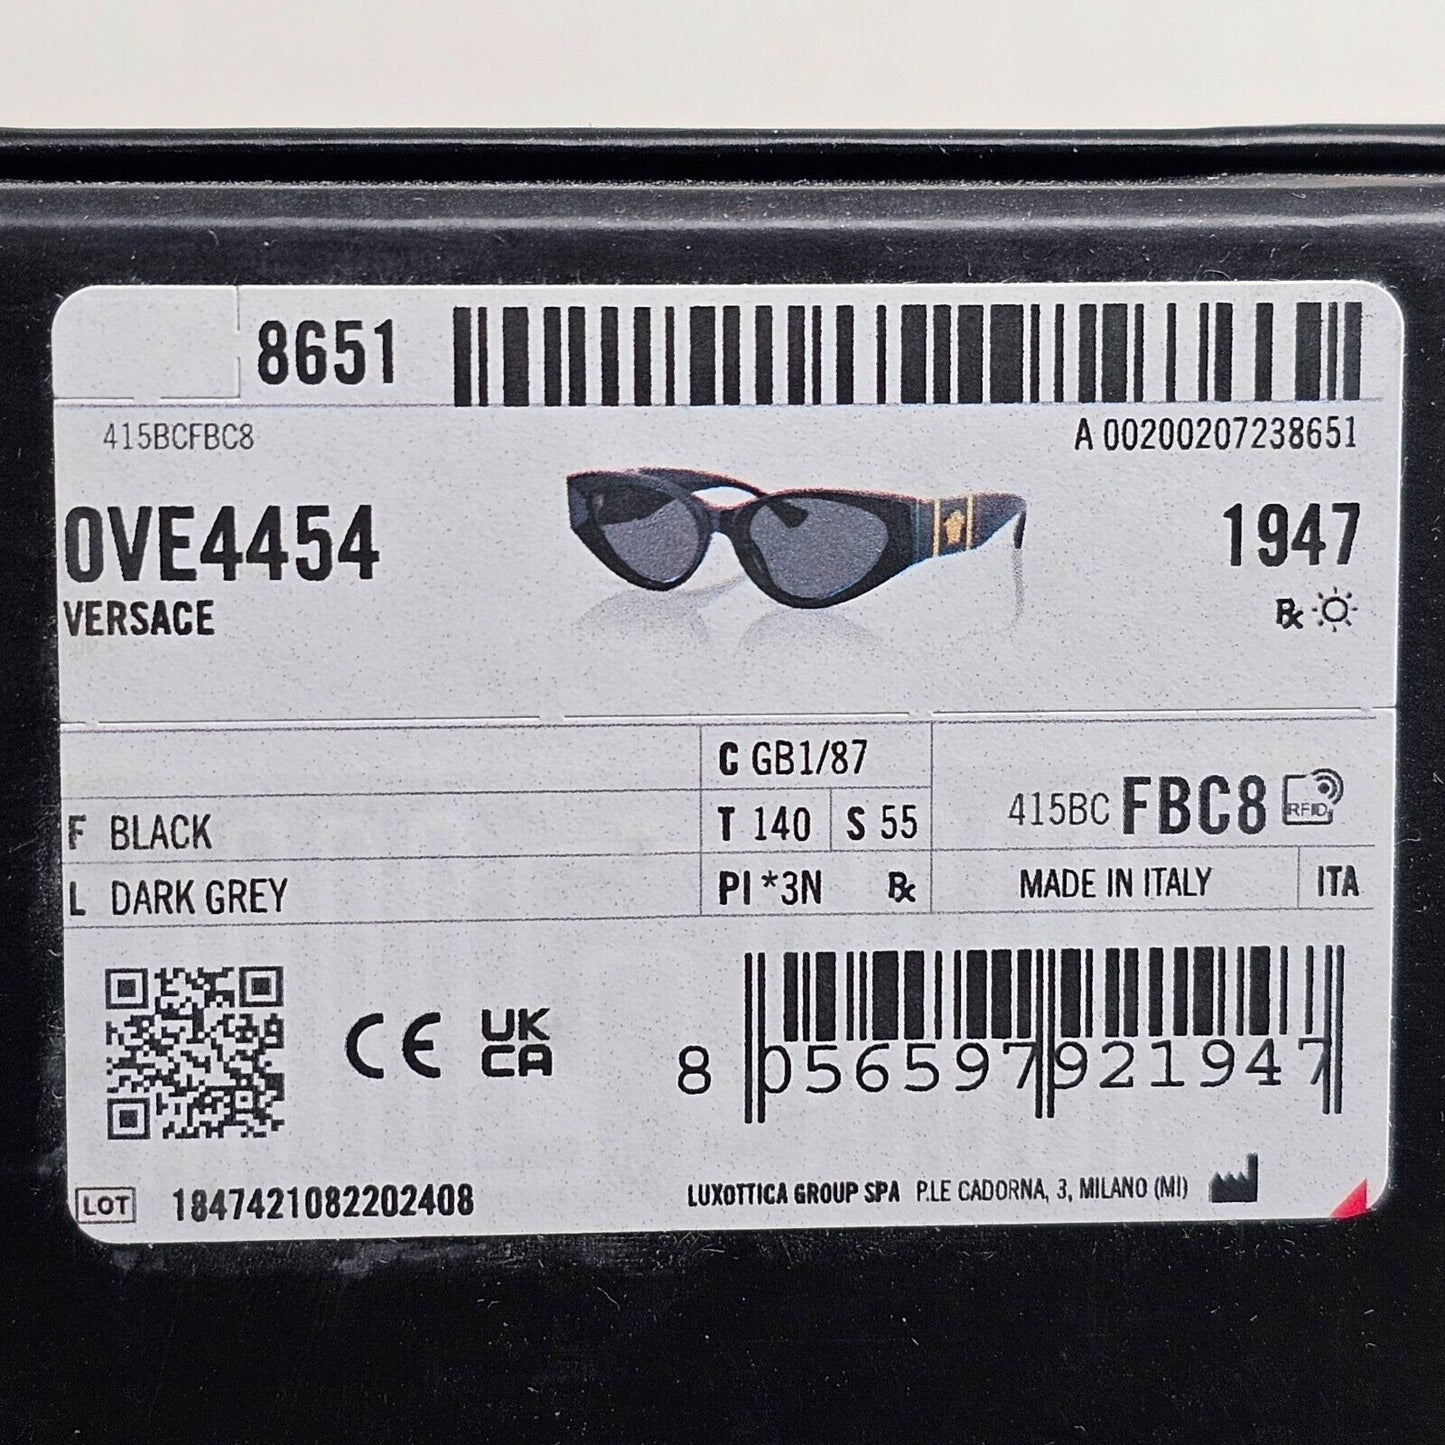 8651
A 00200207238651
415BCFBC8
0VE4454
VERSACE
1947
Rx
C GB1/87
F BLACK
T 140 S 55
415BC FBC8 RFID
L DARK GREY
PI *3N Rx
MADE IN ITALY ITA
CE UK CA
8 056597 921947
LOT 1847421082202408
LUXOTTICA GROUP SPA P.LE CADORNA, 3, MILANO (MI)